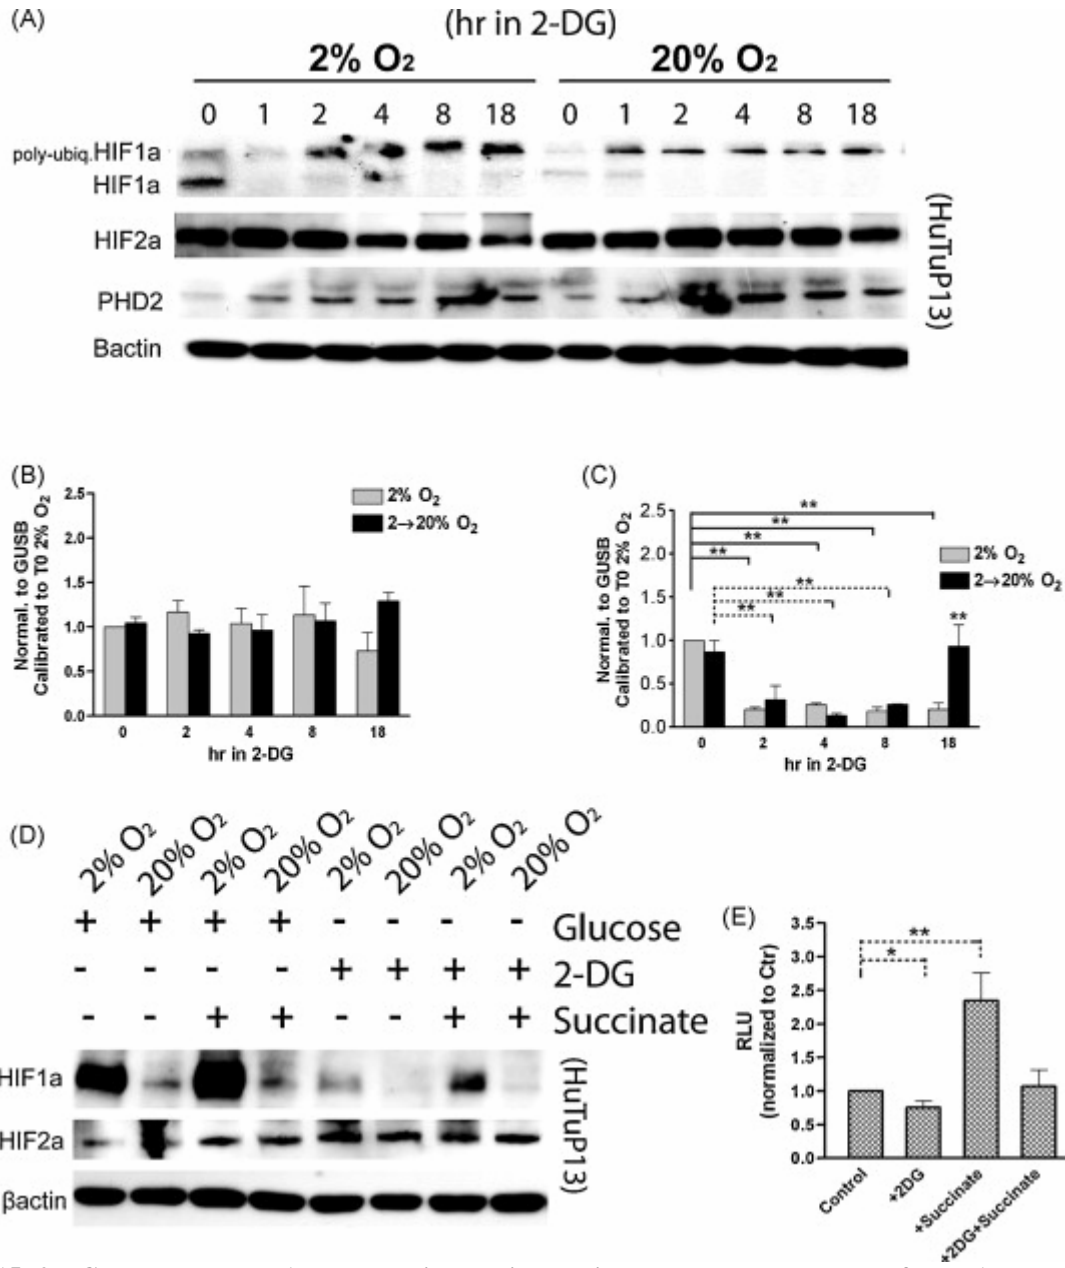 (A)
(hr in 2-DG)
2% O2
20% O2
0 1 2 4 8 18 0 1 2 4 8 18
poly-ubiq.HIF1a
HIF1a
HIF2a
PHD2
Bactin
(HuTuP13)
(B)
Normal. to GUSB
Calibrated to T0 2% O2
2.5
2.0
1.5
1.0
0.5
0.0
2% O2
2→20% O2
0 2 4 8 18
hr in 2-DG
(C)
Normal. to GUSB
Calibrated to T0 2% O2
2.5
2.0
1.5
1.0
0.5
0.0
**
**
**
**
**
**
**
**
2% O2
2→20% O2
0 2 4 8 18
hr in 2-DG
(D)
2% O2 20% O2 2% O2 20% O2 2% O2 20% O2 2% O2 20% O2
+ + + + - - - - Glucose
- - - - + + + + 2-DG
- - + + - - + + Succinate
HIF1a
HIF2a
βactin
(HuTuP13)
(E)
RLU
(normalized to Ctr)
3.5
3.0
2.5
2.0
1.5
1.0
0.5
0.0
**
*
Control
+2DG
+Succinate
+2DG+Succinate